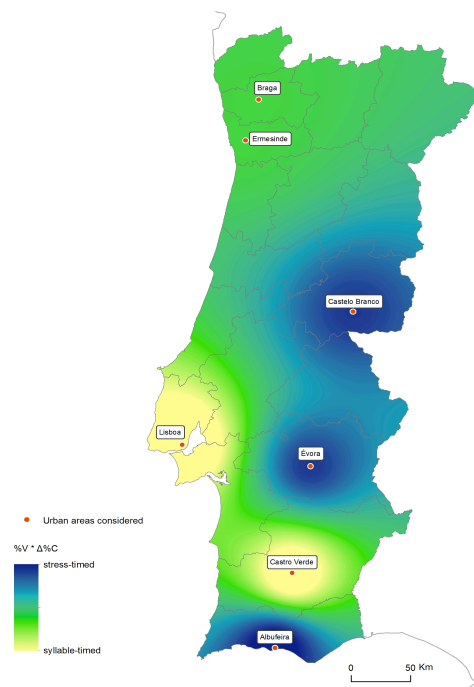 Braga
Ermesinde
Castelo Branco
Lisboa
Évora
Urban areas considered
%V * Δ%C
stress-timed
Castro Verde
Albufeira
syllable-timed
0 50 Km